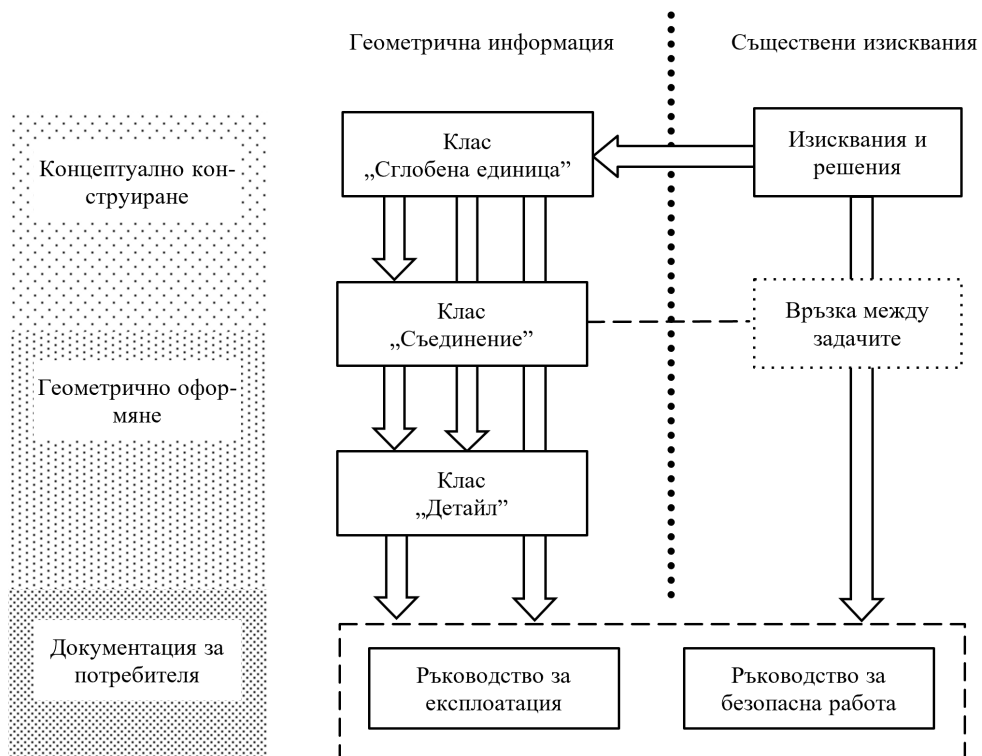 Геометрична информация
Съществени изисквания
Концептуално кон-
струиране
Клас
„Сглобена единица”
Изисквания и
решения
Клас
„Съединение”
Връзка между
задачите
Геометрично офор-
мяне
Клас
„Детайл”
Документация за
потребителя
Ръководство за
експлоатация
Ръководство за
безопасна работа